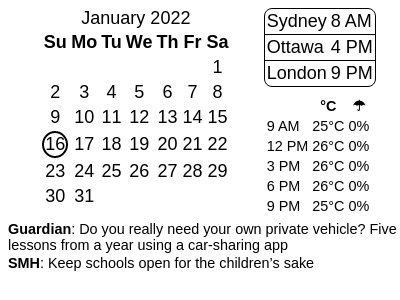 January 2022
Su Mo Tu We Th Fr Sa
1
2 3 4 5 6 7 8
9 10 11 12 13 14 15
16 17 18 19 20 21 22
23 24 25 26 27 28 29
30 31
Sydney 8 AM
Ottawa 4 PM
London 9 PM
°C ☂
9 AM 25°C 0%
12 PM 26°C 0%
3 PM 26°C 0%
6 PM 26°C 0%
9 PM 25°C 0%
Guardian: Do you really need your own private vehicle? Five
lessons from a year using a car-sharing app
SMH: Keep schools open for the children’s sake